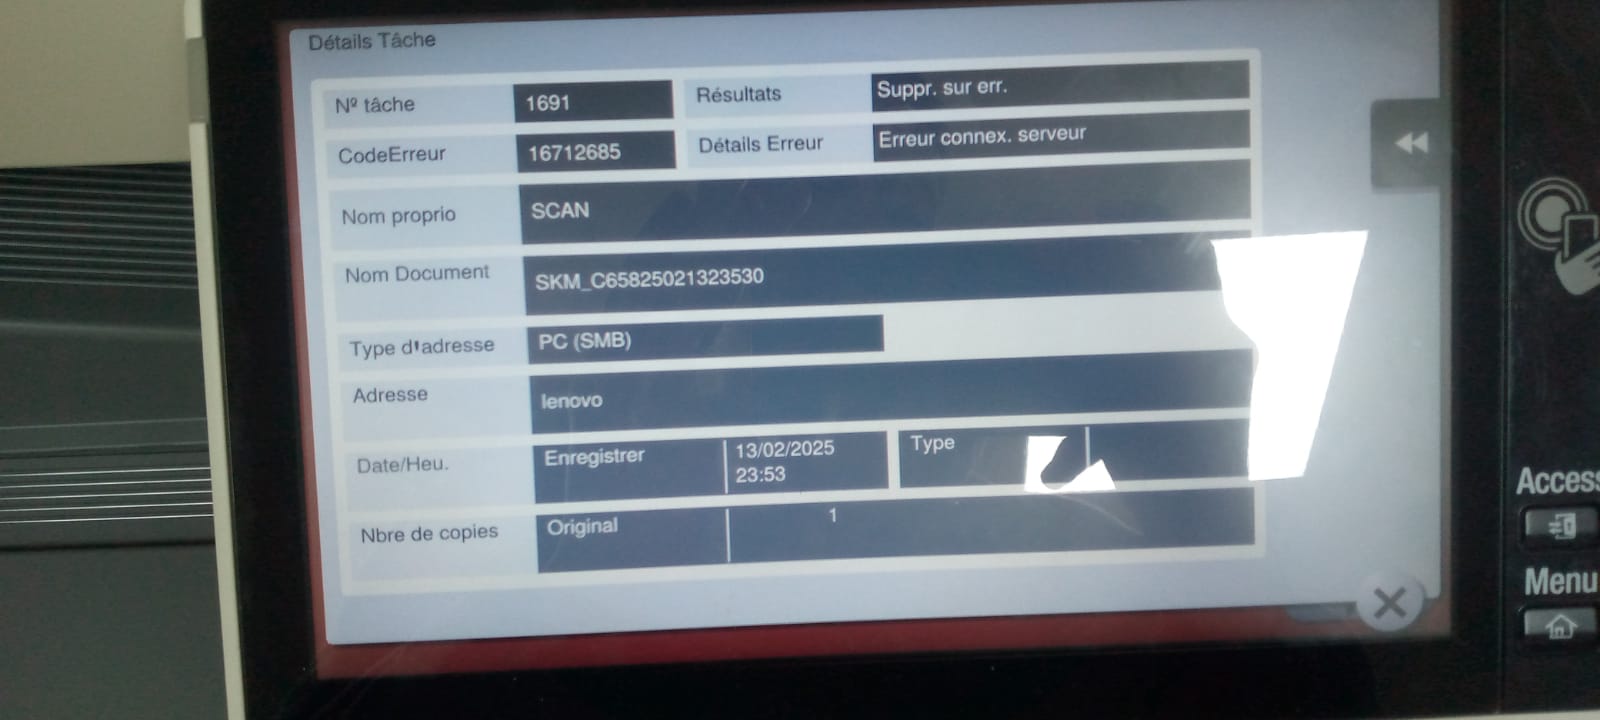 Détails Tâche
Nº tâche 1691 Résultats Suppr. sur err.
CodeErreur 16712685 Détails Erreur Erreur connex. serveur
Nom proprio SCAN
Nom Document SKM_C65825021323530
Type d'adresse PC (SMB)
Adresse lenovo
Date/Heu. Enregistrer 13/02/2025 23:53 Type
Nbre de copies Original 1
Access
Menu